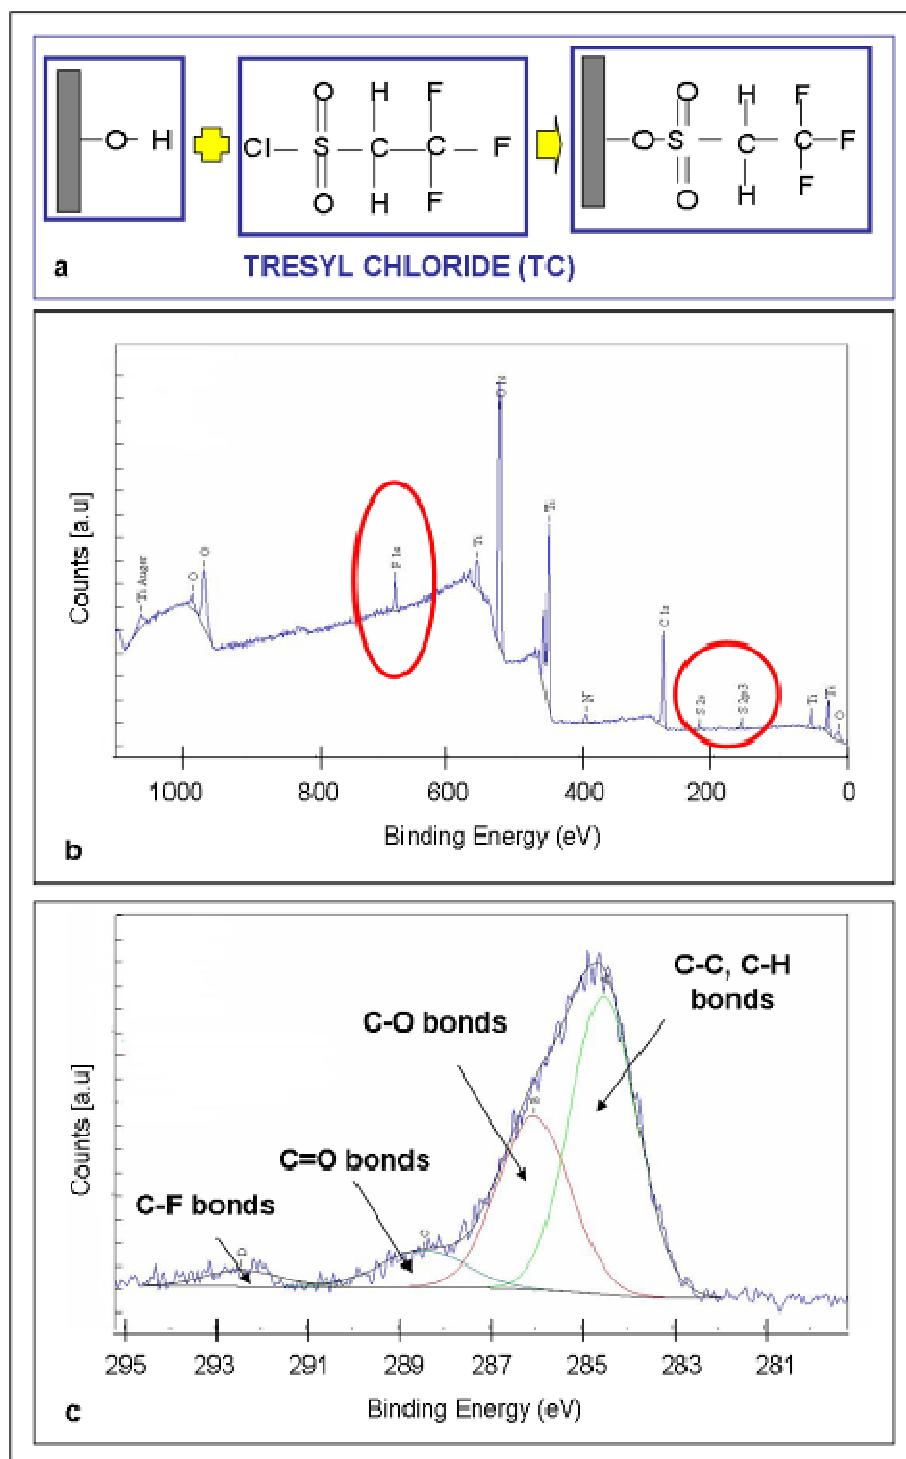 O H
Cl S C C F
O H F
O H F
O S C C F
O H F
O H F
a TRESYL CHLORIDE (TC)
Counts [a.u]
Ti Auger
O
O
F 1s
Ti
O 1s
Ti
N
C 1s
S 2s
S 2p3
Ti
Ti
O
1000 800 600 400 200 0
Binding Energy (eV)
b
Counts [a.u]
C-C, C-H
bonds
C-O bonds
B
C=O bonds
C
C-F bonds
D
295 293 291 289 287 285 283 281
Binding Energy (eV)
c